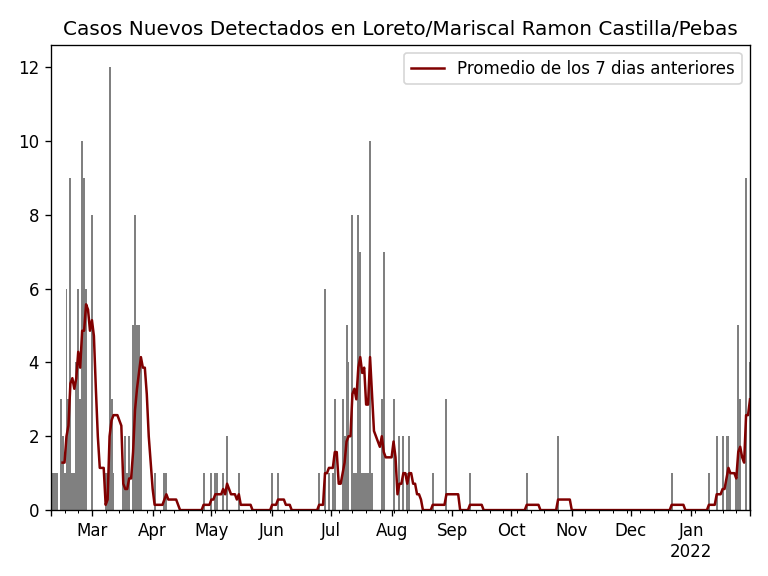 Casos Nuevos Detectados en Loreto/Mariscal Ramon Castilla/Pebas
Promedio de los 7 dias anteriores
12
10
8
6
4
2
0
Mar Apr May Jun Jul Aug Sep Oct Nov Dec Jan
2022